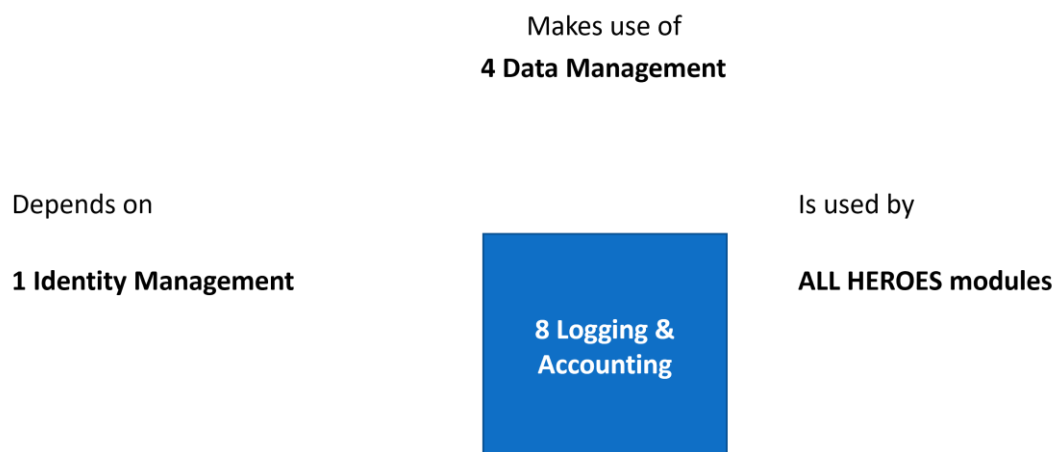 Makes use of
4 Data Management
Depends on
1 Identity Management
8 Logging &
Accounting
Is used by
ALL HEROES modules